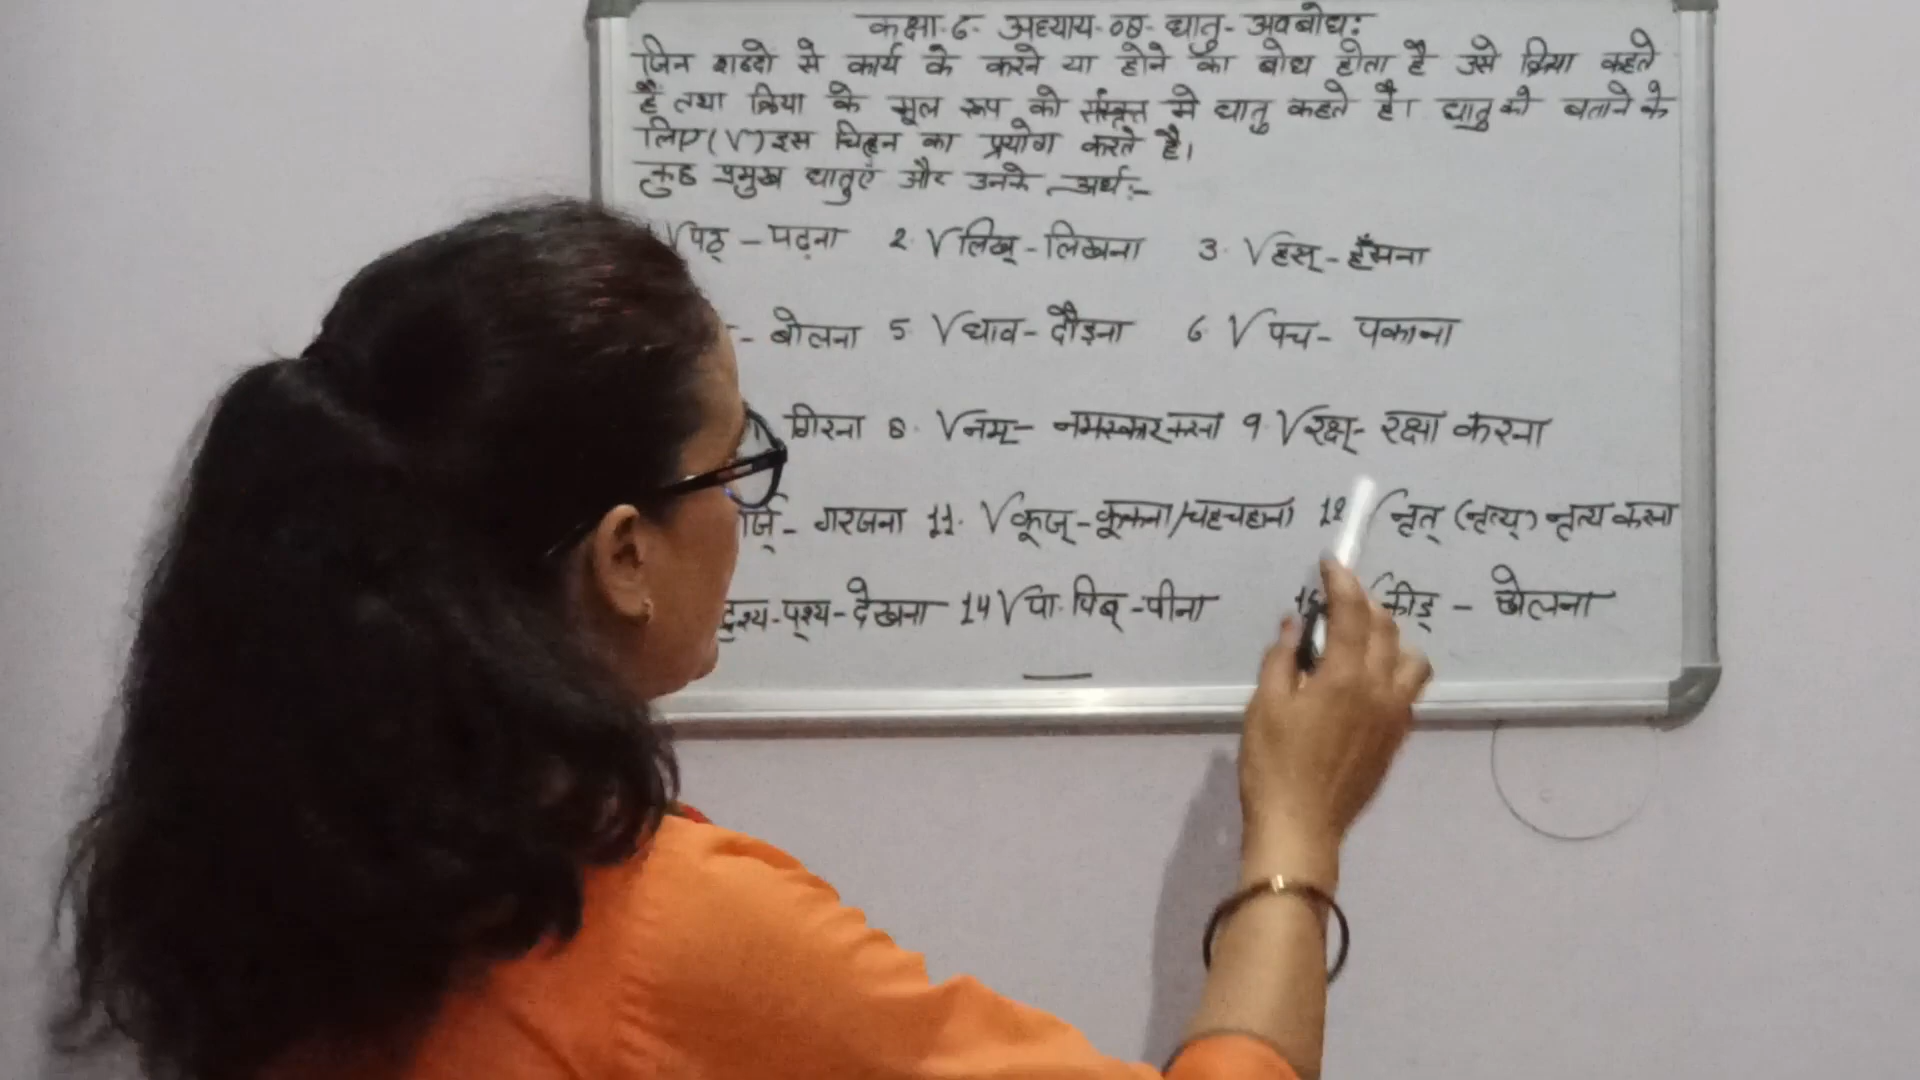 कक्षा-6- अध्याय-08- धातु- अवबोध:
जिन शब्दो से कार्य के करने या होने का बोध होता है उसे क्रिया कहते
हैं तथा क्रिया के मूल रूप को संस्कृत मे धातु कहते है। धातु को बताने के
लिए (√) इस चिह्न का प्रयोग करते है।
कुछ प्रमुख धातुएँ और उनके अर्थ:-
√पठ् - पढ़ना 2. √लिख् - लिखना 3. √हस् - हँसना
- बोलना 5. √धाव - दौड़ना 6. √पच - पकाना
गिरना 8. √नम् - नमस्कार करना 9. √रक्ष् - रक्षा करना
र्ज् - गरजना 11. √कूज् - कूकना/चहचहाना 12 √नृत् (नृत्य्) नृत्य करना
दृश्य-पश्य-देखना 14 √पा-पिब् - पीना 15 √क्रीड् - खेलना